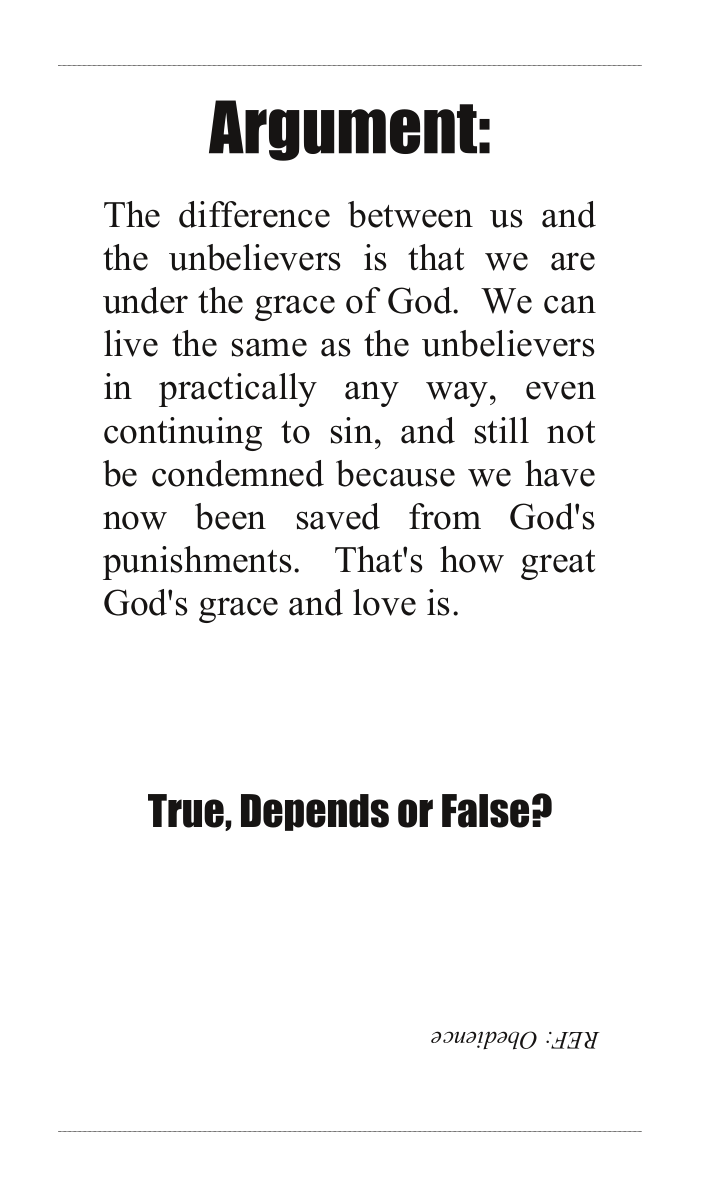 Argument:
The difference between us and
the unbelievers is that we are
under the grace of God.  We can
live the same as the unbelievers
in practically any way, even
continuing to sin, and still not
be condemned because we have
now been saved from God's
punishments.  That's how great
God's grace and love is.
True, Depends or False?
REF: Obedience